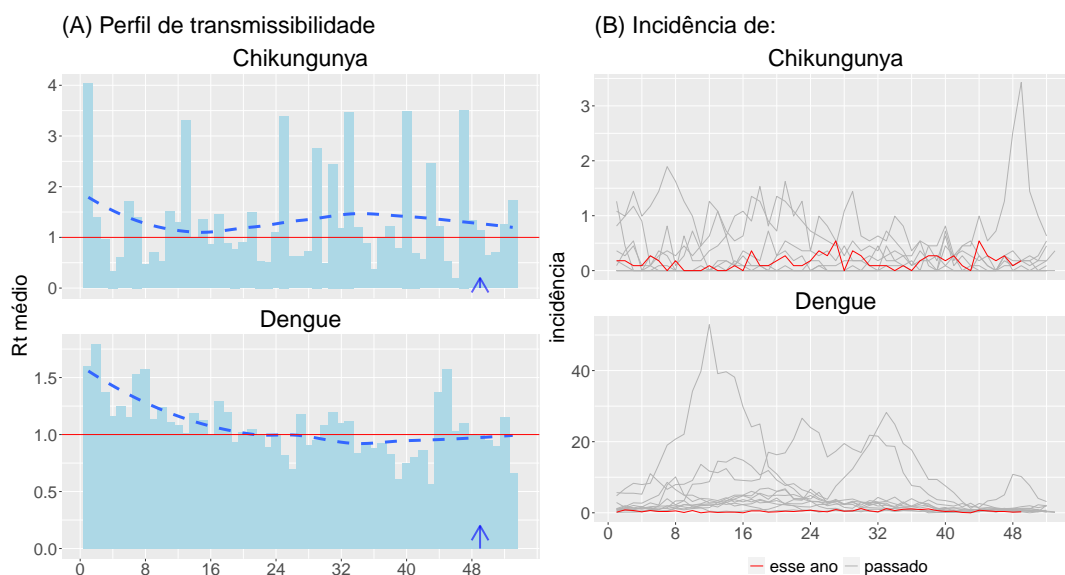 (A) Perfil de transmissibilidade
Chikungunya
4
3
2
1
0
Dengue
1.5
1.0
0.5
0.0
0 8 16 24 32 40 48
Rt médio
(B) Incidência de:
Chikungunya
3
2
1
0
Dengue
40
20
0
0 8 16 24 32 40 48
incidência
esse ano passado